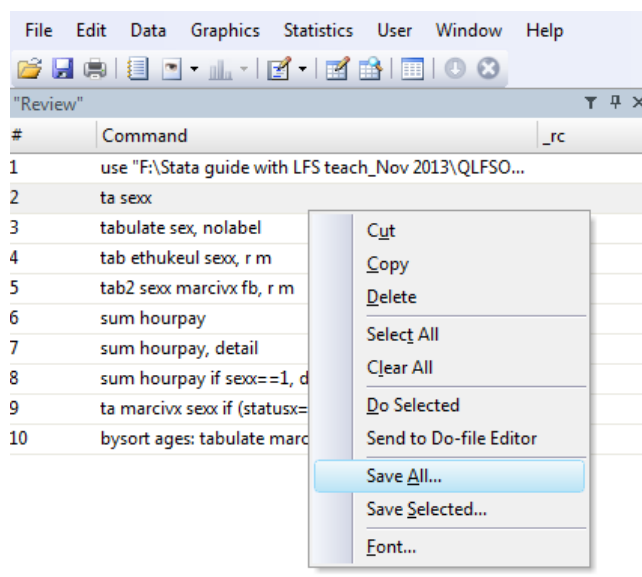 File Edit Data Graphics Statistics User Window Help
"Review"
# Command _rc
1 use "F:\Stata guide with LFS teach_Nov 2013\QLFSO...
2 ta sexx
3 tabulate sex, nolabel
4 tab ethukeul sexx, r m
5 tab2 sexx marcivx fb, r m
6 sum hourpay
7 sum hourpay, detail
8 sum hourpay if sexx==1, d
9 ta marcivx sexx if (statusx=
10 bysort ages: tabulate marc
Cut
Copy
Delete
Select All
Clear All
Do Selected
Send to Do-file Editor
Save All...
Save Selected...
Font...